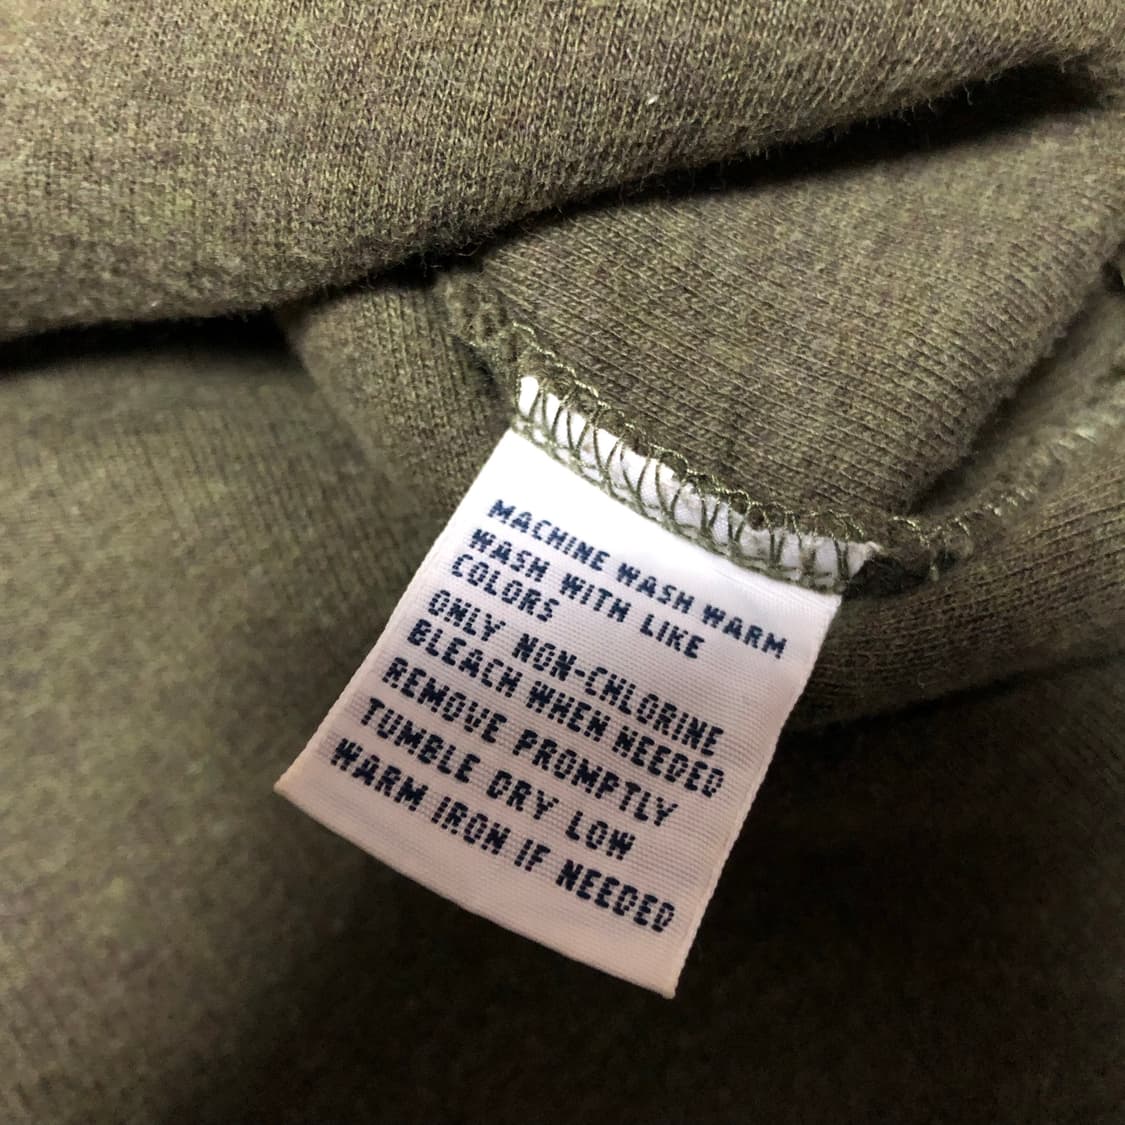 MACHINE WASH WARM
WASH WITH LIKE
COLORS
ONLY NON-CHLORINE
BLEACH WHEN NEEDED
REMOVE PROMPTLY
TUMBLE DRY LOW
WARM IRON IF NEEDED